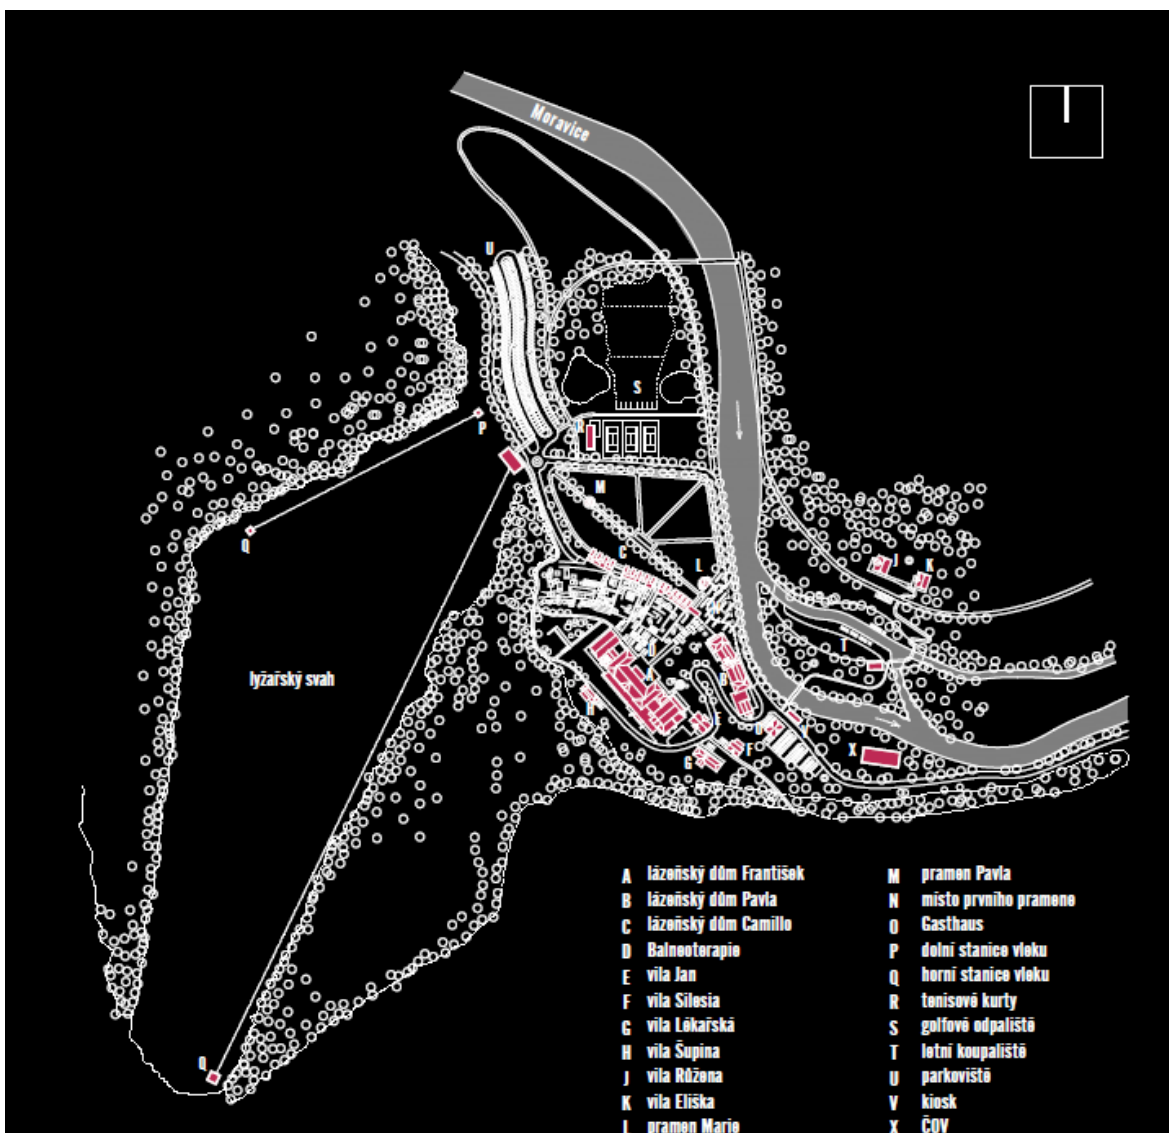 Moravice
U
S
R
P
M
Q
C
L
J
K
T
D
A
B
lyžařský svah
H
E
F
G
O
X
Q
A lázeňský dům František
B lázeňský dům Pavla
C lázeňský dům Camillo
D Balneoterapie
E vila Jan
F vila Silesia
G vila Lékařská
H vila Šupina
J vila Růžena
K vila Eliška
L pramen Marie
M pramen Pavla
N místo prvního pramene
O Gasthaus
P dolní stanice vleku
Q horní stanice vleku
R tenisové kurty
S golfové odpaliště
T letní koupaliště
U parkoviště
V kiosk
X ČOV